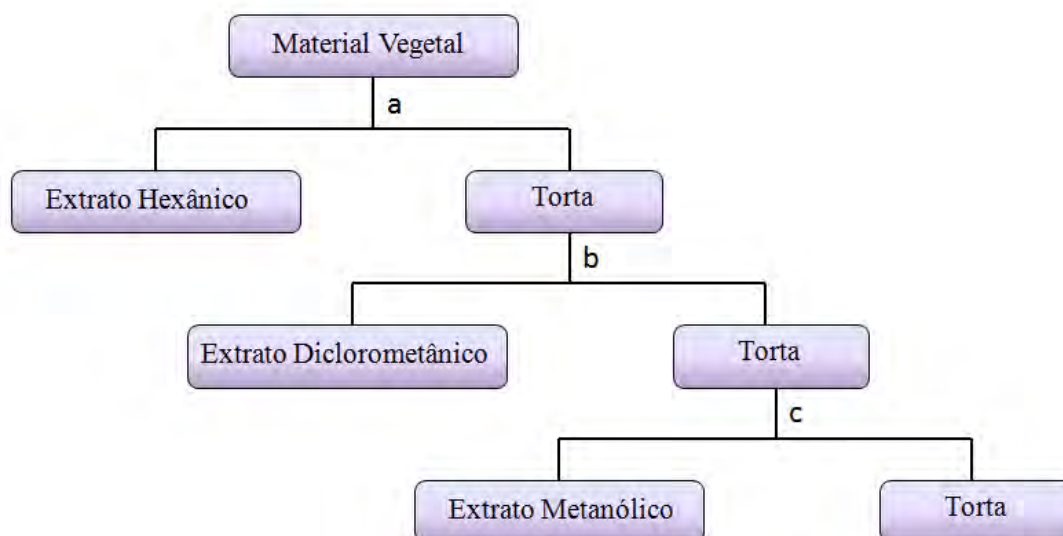 Material Vegetal
a
Extrato Hexânico
Torta
b
Extrato Diclorometânico
Torta
c
Extrato Metanólico
Torta